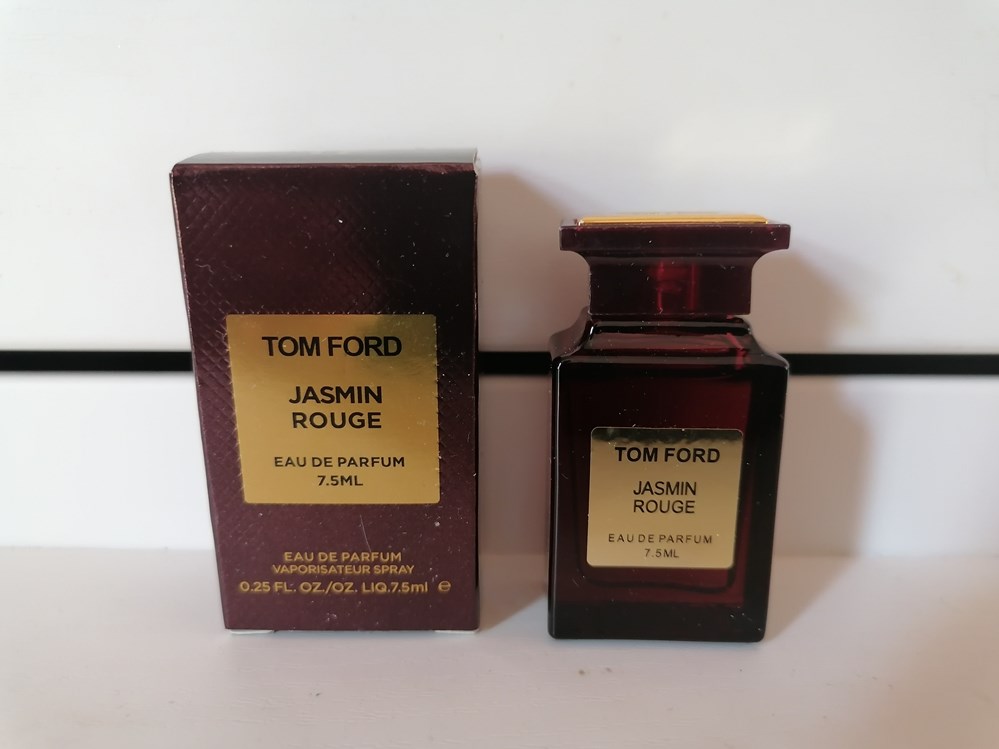 TOM FORD
JASMIN
ROUGE
EAU DE PARFUM
7.5ML
EAU DE PARFUM
VAPORISATEUR SPRAY
0.25 FL. OZ./OZ. LIQ.7.5ml ℮
TOM FORD
JASMIN
ROUGE
EAU DE PARFUM
7.5ML